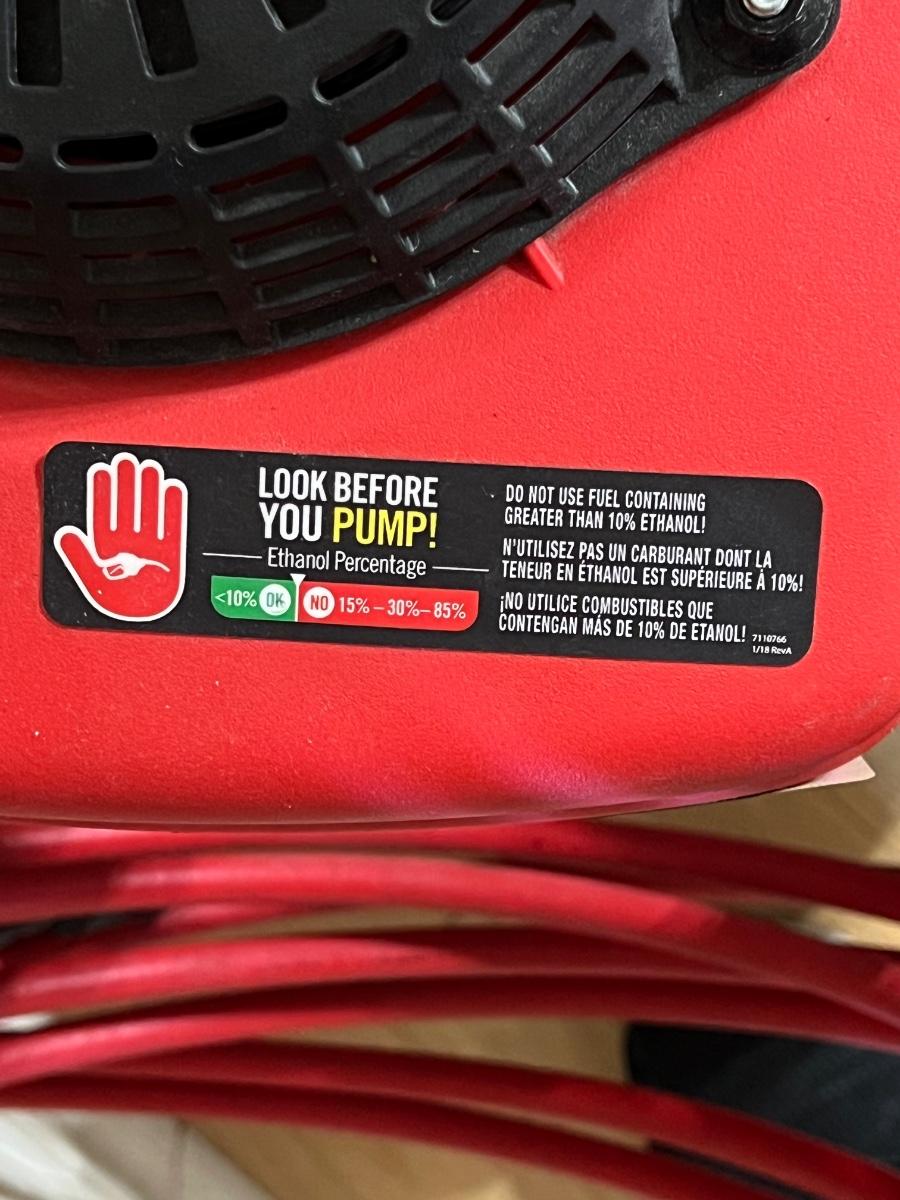 LOOK BEFORE
YOU PUMP!
Ethanol Percentage
<10% OK NO 15% – 30% – 85%
DO NOT USE FUEL CONTAINING
GREATER THAN 10% ETHANOL!
N'UTILISEZ PAS UN CARBURANT DONT LA
TENEUR EN ÉTHANOL EST SUPÉRIEURE À 10%!
¡NO UTILICE COMBUSTIBLES QUE
CONTENGAN MÁS DE 10% DE ETANOL!
7110766
1/18 RevA